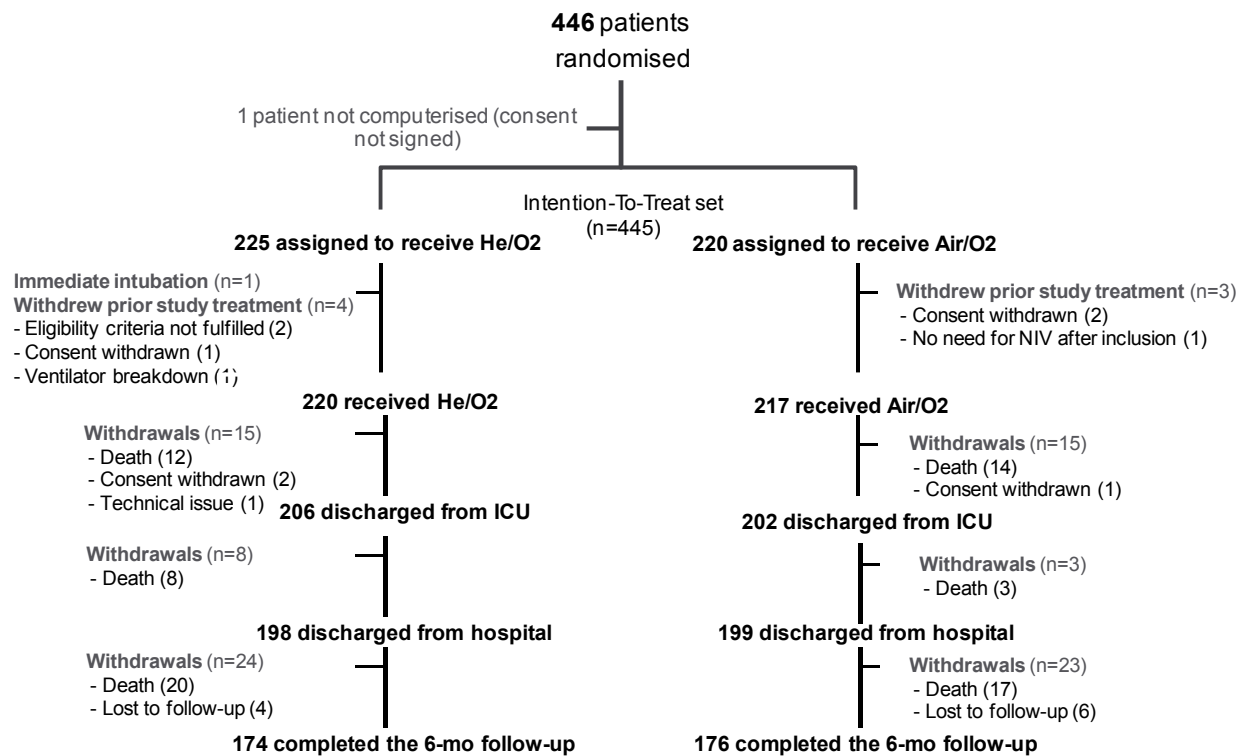 446 patients
randomised
1 patient not computerised (consent
not signed)
Intention-To-Treat set
(n=445)
225 assigned to receive He/O2
220 assigned to receive Air/O2
Immediate intubation (n=1)
Withdrew prior study treatment (n=4)
- Eligibility criteria not fulfilled (2)
- Consent withdrawn (1)
- Ventilator breakdown (1)
Withdrew prior study treatment (n=3)
- Consent withdrawn (2)
- No need for NIV after inclusion (1)
220 received He/O2
217 received Air/O2
Withdrawals (n=15)
- Death (12)
- Consent withdrawn (2)
- Technical issue (1)
Withdrawals (n=15)
- Death (14)
- Consent withdrawn (1)
206 discharged from ICU
202 discharged from ICU
Withdrawals (n=8)
- Death (8)
Withdrawals (n=3)
- Death (3)
198 discharged from hospital
199 discharged from hospital
Withdrawals (n=24)
- Death (20)
- Lost to follow-up (4)
Withdrawals (n=23)
- Death (17)
- Lost to follow-up (6)
174 completed the 6-mo follow-up
176 completed the 6-mo follow-up